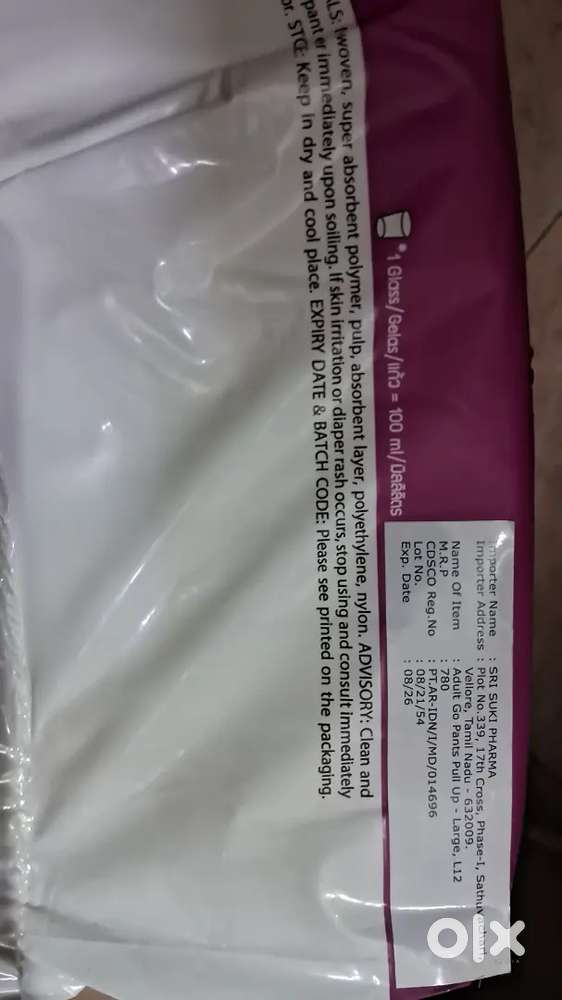 ALS: woven, super absorbent polymer, pulp, absorbent layer, polyethylene, nylon. ADVISORY: Clean and
immediately upon soiling. If skin irritation or diaper rash occurs, stop using and consult immediately
Keep in dry and cool place. EXPIRY DATE & BATCH CODE: Please see printed on the packaging.
*1 Glass/Gelas/แก้ว = 100 ml/มิลลิลิตร
Importer Name : SRI SUKI PHARMA
Importer Address : Plot No.339, 17th Cross, Phase-I, Sathuvachari,
Vellore, Tamil Nadu - 632009.
Name Of Item : Adult Go Pants Pull Up - Large, L12
M.R.P : 780
CDSCO Reg.No : PT.AR-IDN/I/MD/014696
Lot No. : 08/21/54
Exp. Date : 08/26
OLX